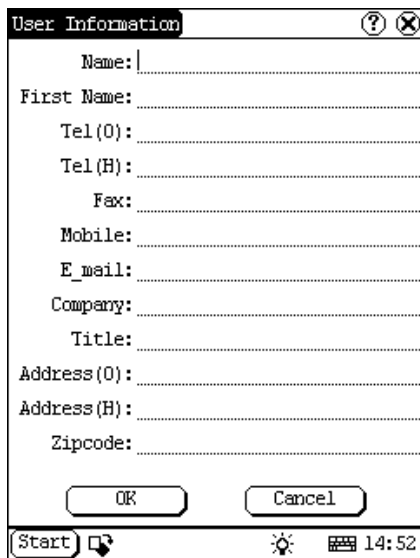 User Information ?
Name:
First Name:
Tel(O):
Tel(H):
Fax:
Mobile:
E_mail:
Company:
Title:
Address(O):
Address(H):
Zipcode:
OK Cancel
Start 14:52